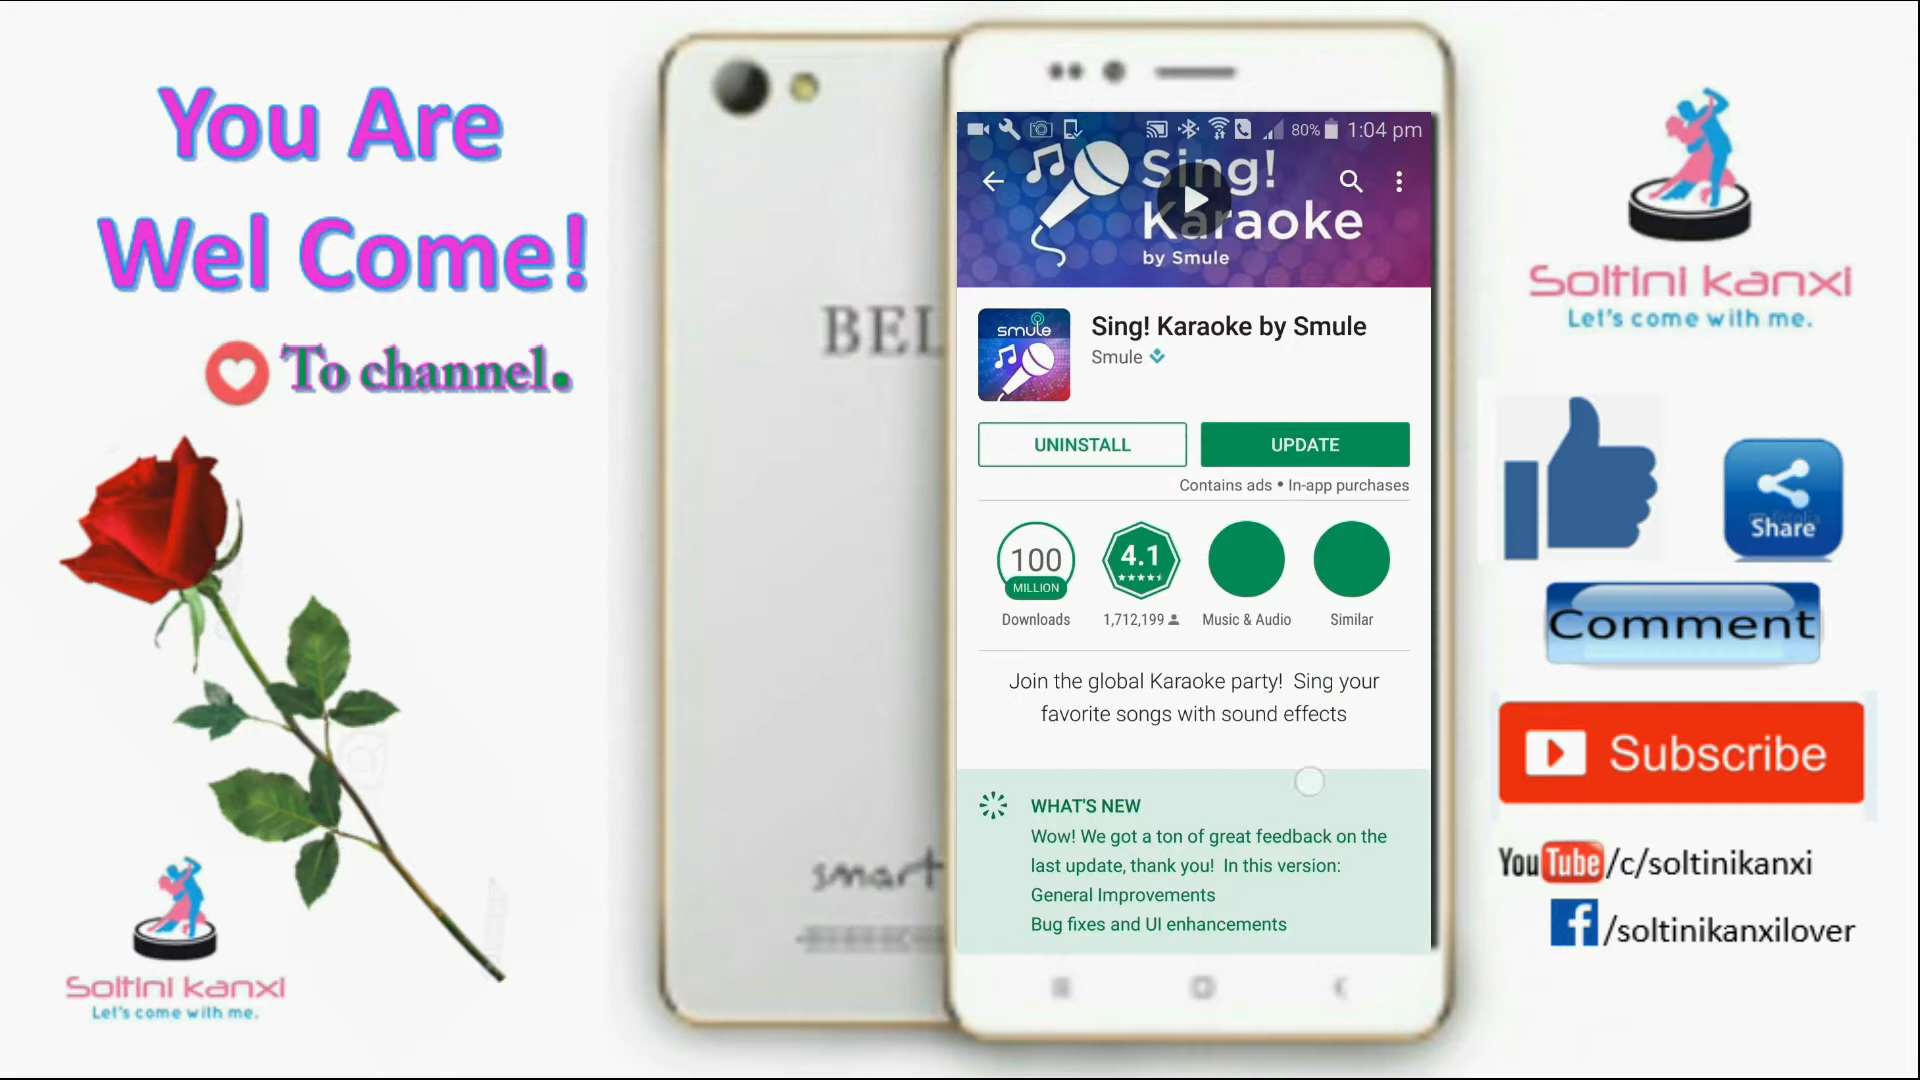 You Are
Wel Come!
To channel.
Soltini kanxi
Let's come with me.
BEL
smart
80% 1:04 pm
Sing!
Karaoke
by Smule
smule
Sing! Karaoke by Smule
Smule
UNINSTALL
UPDATE
Contains ads • In-app purchases
100
MILLION
4.1
Downloads
1,712,199
Music & Audio
Similar
Join the global Karaoke party!  Sing your
favorite songs with sound effects
WHAT'S NEW
Wow! We got a ton of great feedback on the
last update, thank you!  In this version:
General Improvements
Bug fixes and UI enhancements
Soltini kanxi
Let's come with me.
Share
Comment
Subscribe
YouTube/c/soltinikanxi
f/soltinikanxilover